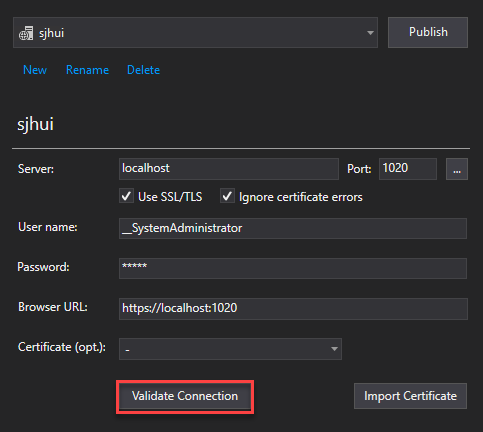 sjhui Publish
New Rename Delete
sjhui
Server: localhost Port: 1020 ...
Use SSL/TLS Ignore certificate errors
User name: __SystemAdministrator
Password: *****
Browser URL: https://localhost:1020
Certificate (opt.): -
Validate Connection Import Certificate